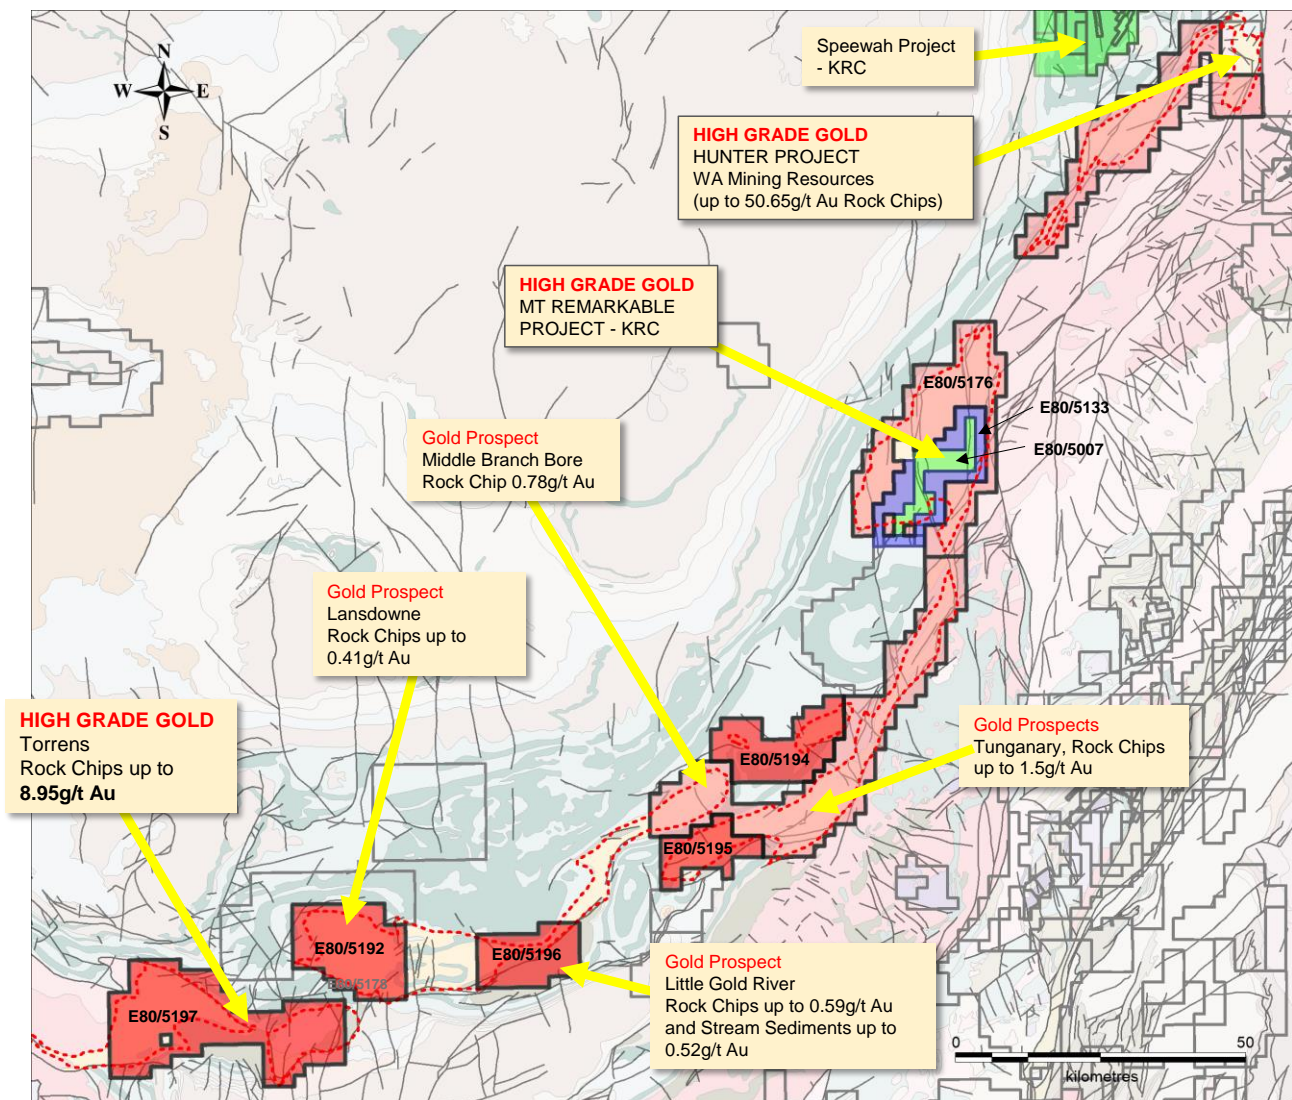 N
W E
S
Speewah Project
- KRC
HIGH GRADE GOLD
HUNTER PROJECT
WA Mining Resources
(up to 50.65g/t Au Rock Chips)
HIGH GRADE GOLD
MT REMARKABLE
PROJECT - KRC
E80/5176
E80/5133
E80/5007
Gold Prospect
Middle Branch Bore
Rock Chip 0.78g/t Au
Gold Prospect
Lansdowne
Rock Chips up to
0.41g/t Au
HIGH GRADE GOLD
Torrens
Rock Chips up to
8.95g/t Au
Gold Prospects
Tunganary, Rock Chips
up to 1.5g/t Au
E80/5194
E80/5195
E80/5192
E80/5196
E80/5178
E80/5197
Gold Prospect
Little Gold River
Rock Chips up to 0.59g/t Au
and Stream Sediments up to
0.52g/t Au
0 50
kilometres